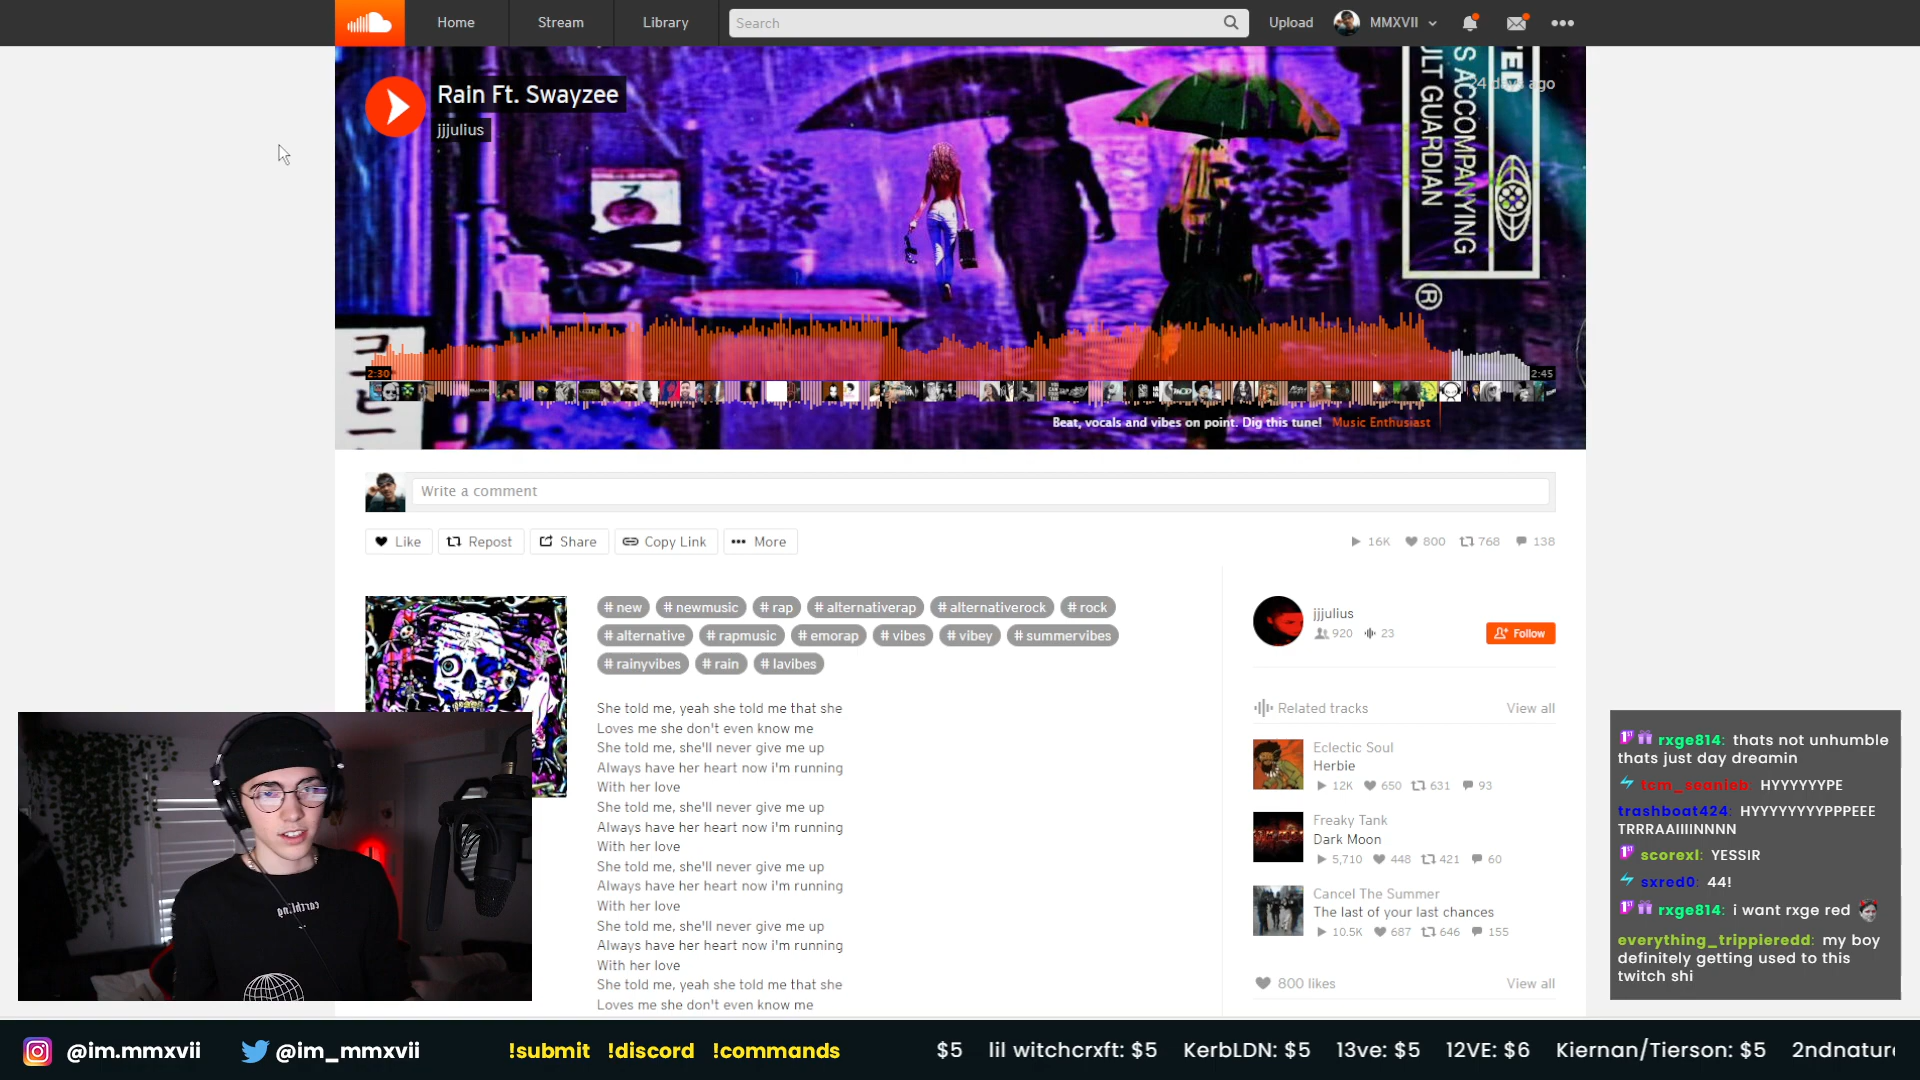 Home
Stream
Library
Search
Upload
MMXVII
Rain Ft. Swayzee
jjjulius
24 days ago
TED
S ACCOMPANYING
ULT GUARDIAN
®
2:30
2:45
Beat, vocals and vibes on point. Dig this tune! Music Enthusiast
Write a comment
Like
Repost
Share
Copy Link
More
16K 800 768 138
# new # newmusic # rap # alternativerap # alternativerock # rock
# alternative # rapmusic # emorap # vibes # vibey # summervibes
# rainyvibes # rain # lavibes
She told me, yeah she told me that she
Loves me she don't even know me
She told me, she'll never give me up
Always have her heart now i'm running
With her love
She told me, she'll never give me up
Always have her heart now i'm running
With her love
She told me, she'll never give me up
Always have her heart now i'm running
With her love
She told me, she'll never give me up
Always have her heart now i'm running
With her love
She told me, yeah she told me that she
Loves me she don't even know me
jjjulius
920 23
Follow
Related tracks
View all
Eclectic Soul
Herbie
12K 650 631 93
Freaky Tank
Dark Moon
5,710 448 421 60
Cancel The Summer
The last of your last chances
10.5K 687 646 155
800 likes
View all
rxge814: thats not unhumble
thats just day dreamin
tcm_seanieb: HYYYYYYPE
trashboat424: HYYYYYYYYPPPEEE
TRRRAAIIIINNNN
scorexl: YESSIR
sxred0: 44!
rxge814: i want rxge red
everything_trippieredd: my boy
definitely getting used to this
twitch shi
@im.mmxvii
@im_mmxvii
!submit !discord !commands
$5 lil witchcrxft: $5 KerbLDN: $5 13ve: $5 12VE: $6 Kiernan/Tierson: $5 2ndnatur